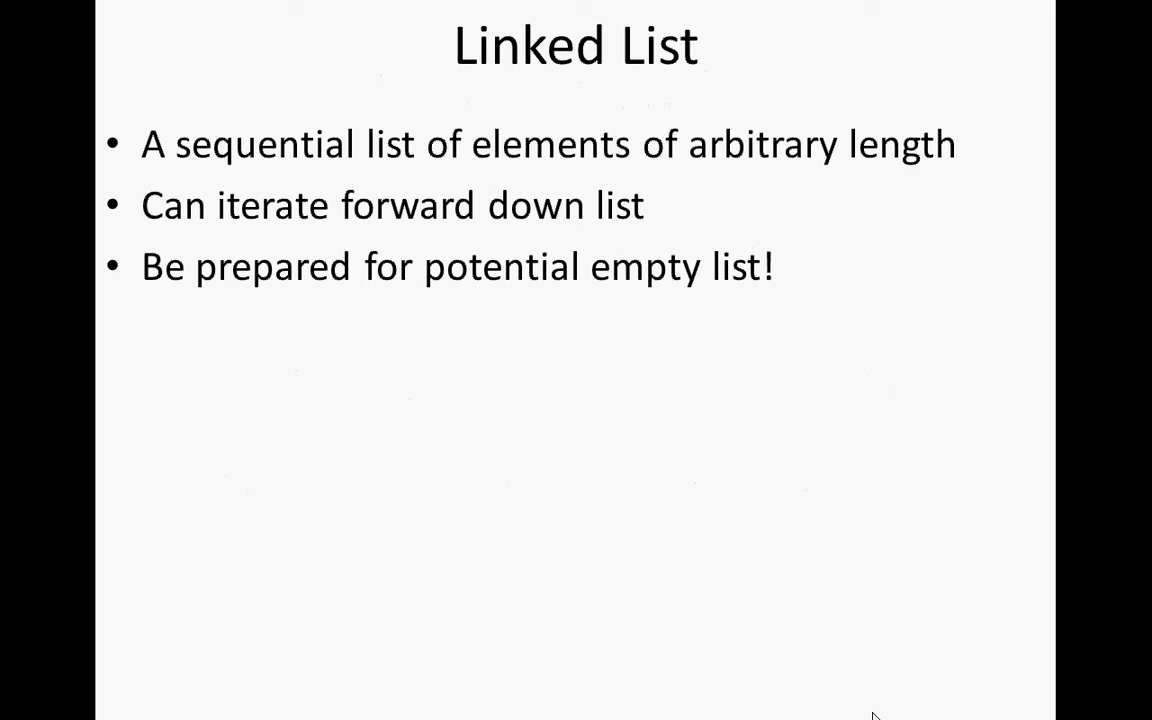 Linked List
• A sequential list of elements of arbitrary length
• Can iterate forward down list
• Be prepared for potential empty list!